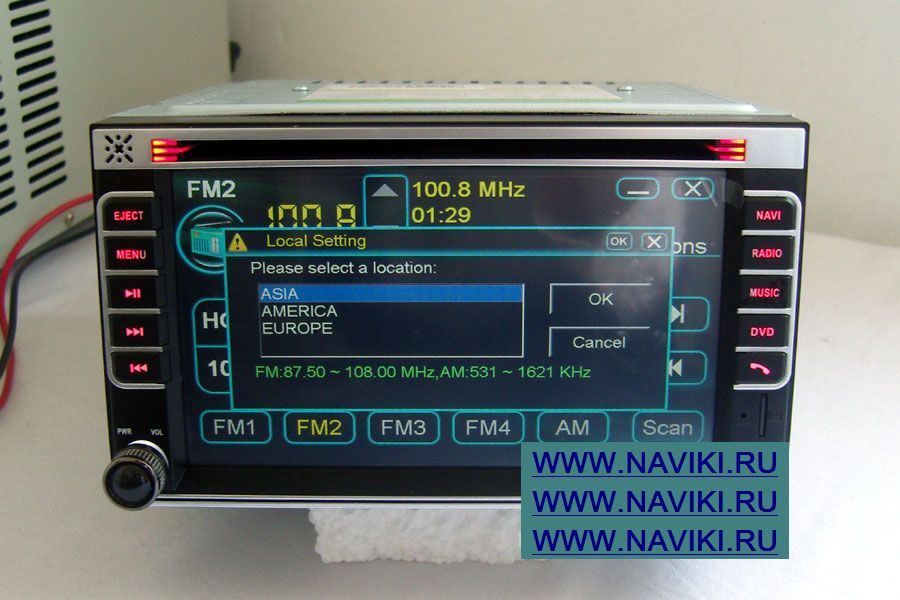 FM2
100.8
100.8 MHz
01:29
Local Setting
OK
Please select a location:
ASIA
AMERICA
EUROPE
OK
Cancel
FM:87.50 ~ 108.00 MHz,AM:531 ~ 1621 KHz
FM1
FM2
FM3
FM4
AM
Scan
EJECT
MENU
NAVI
RADIO
MUSIC
DVD
PWR
VOL
WWW.NAVIKI.RU
WWW.NAVIKI.RU
WWW.NAVIKI.RU